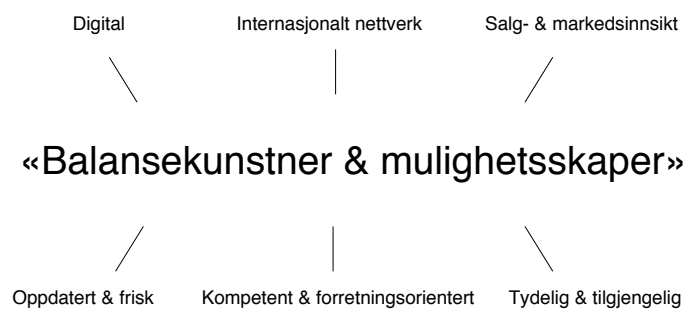 Digital
Internasjonalt nettverk
Salg- & markedsinnsikt
«Balansekunstner & mulighetsskaper»
Oppdatert & frisk
Kompetent & forretningsorientert
Tydelig & tilgjengelig